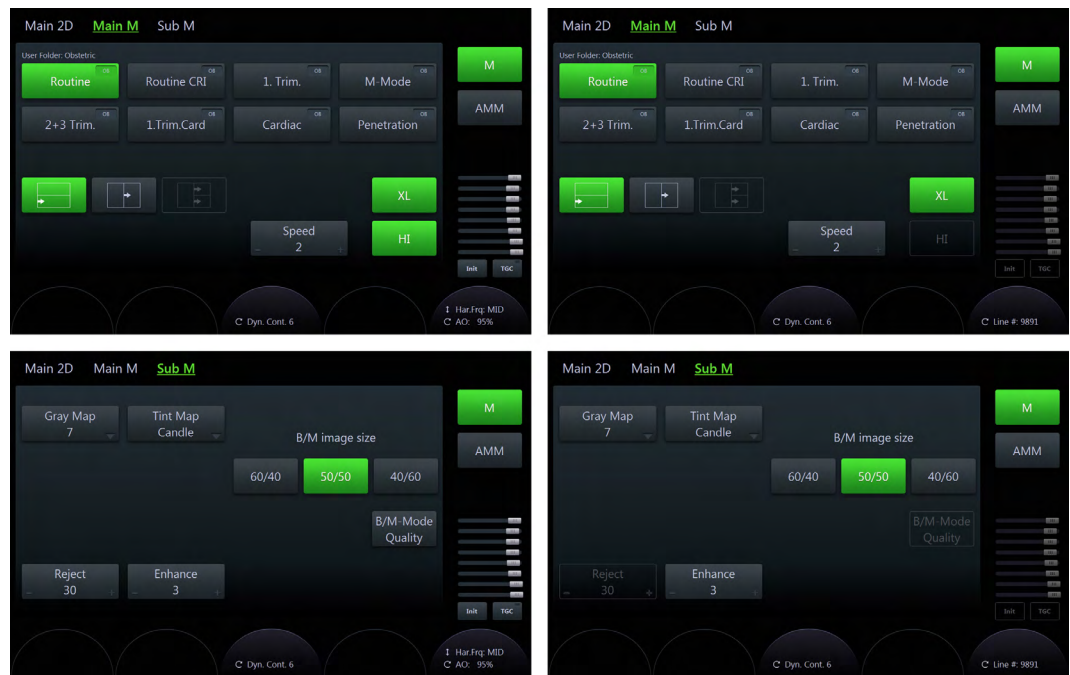 Main 2D Main M Sub M
User Folder: Obstetric
Routine OB Routine CRI OB 1. Trim. OB M-Mode OB
2+3 Trim. OB 1.Trim.Card OB Cardiac OB Penetration OB
XL
Speed
- 2 +
HI
M
AMM
Init TGC
Dyn. Cont. 6
Har.Frq: MID
AO: 95%
Main 2D Main M Sub M
User Folder: Obstetric
Routine OB Routine CRI OB 1. Trim. OB M-Mode OB
2+3 Trim. OB 1.Trim.Card OB Cardiac OB Penetration OB
XL
Speed
- 2 +
HI
M
AMM
Init TGC
Dyn. Cont. 6
Line #: 9891
Main 2D Main M Sub M
Gray Map
7
Tint Map
Candle
B/M image size
60/40 50/50 40/60
B/M-Mode
Quality
Reject
- 30 +
Enhance
- 3 +
M
AMM
Init TGC
Dyn. Cont. 6
Har.Frq: MID
AO: 95%
Main 2D Main M Sub M
Gray Map
7
Tint Map
Candle
B/M image size
60/40 50/50 40/60
B/M-Mode
Quality
Reject
- 30 +
Enhance
- 3 +
M
AMM
Init TGC
Dyn. Cont. 6
Line #: 9891